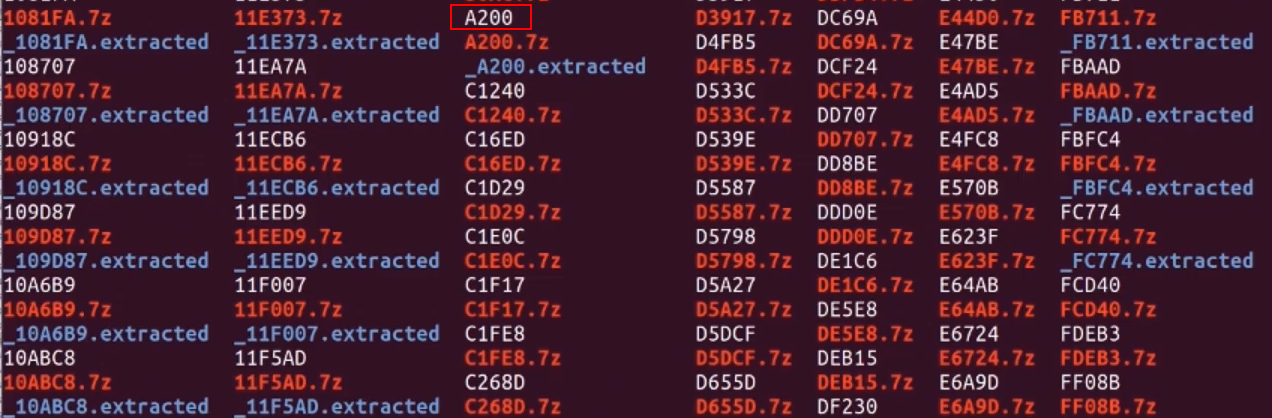 1081FA.7z 11E373.7z A200 D3917.7z DC69A E44D0.7z FB711.7z
_1081FA.extracted _11E373.extracted A200.7z D4FB5 DC69A.7z E47BE _FB711.extracted
108707 11EA7A _A200.extracted D4FB5.7z DCF24 E47BE.7z FBAAD
108707.7z 11EA7A.7z C1240 D533C DCF24.7z E4AD5 FBAAD.7z
_108707.extracted _11EA7A.extracted C1240.7z D533C.7z DD707 E4AD5.7z _FBAAD.extracted
10918C 11ECB6 C16ED D539E DD707.7z E4FC8 FBFC4
10918C.7z 11ECB6.7z C16ED.7z D539E.7z DD8BE E4FC8.7z FBFC4.7z
_10918C.extracted _11ECB6.extracted C1D29 D5587 DD8BE.7z E570B _FBFC4.extracted
109D87 11EED9 C1D29.7z D5587.7z DDD0E E570B.7z FC774
109D87.7z 11EED9.7z C1E0C D5798 DDD0E.7z E623F FC774.7z
_109D87.extracted _11EED9.extracted C1E0C.7z D5798.7z DE1C6 E623F.7z _FC774.extracted
10A6B9 11F007 C1F17 D5A27 DE1C6.7z E64AB FCD40
10A6B9.7z 11F007.7z C1F17.7z D5A27.7z DE5E8 E64AB.7z FCD40.7z
_10A6B9.extracted _11F007.extracted C1FE8 D5DCF DE5E8.7z E6724 FDEB3
10ABC8 11F5AD C1FE8.7z D5DCF.7z DEB15 E6724.7z FDEB3.7z
10ABC8.7z 11F5AD.7z C268D D655D DEB15.7z E6A9D FF08B
_10ABC8.extracted _11F5AD.extracted C268D.7z D655D.7z DF230 E6A9D.7z FF08B.7z